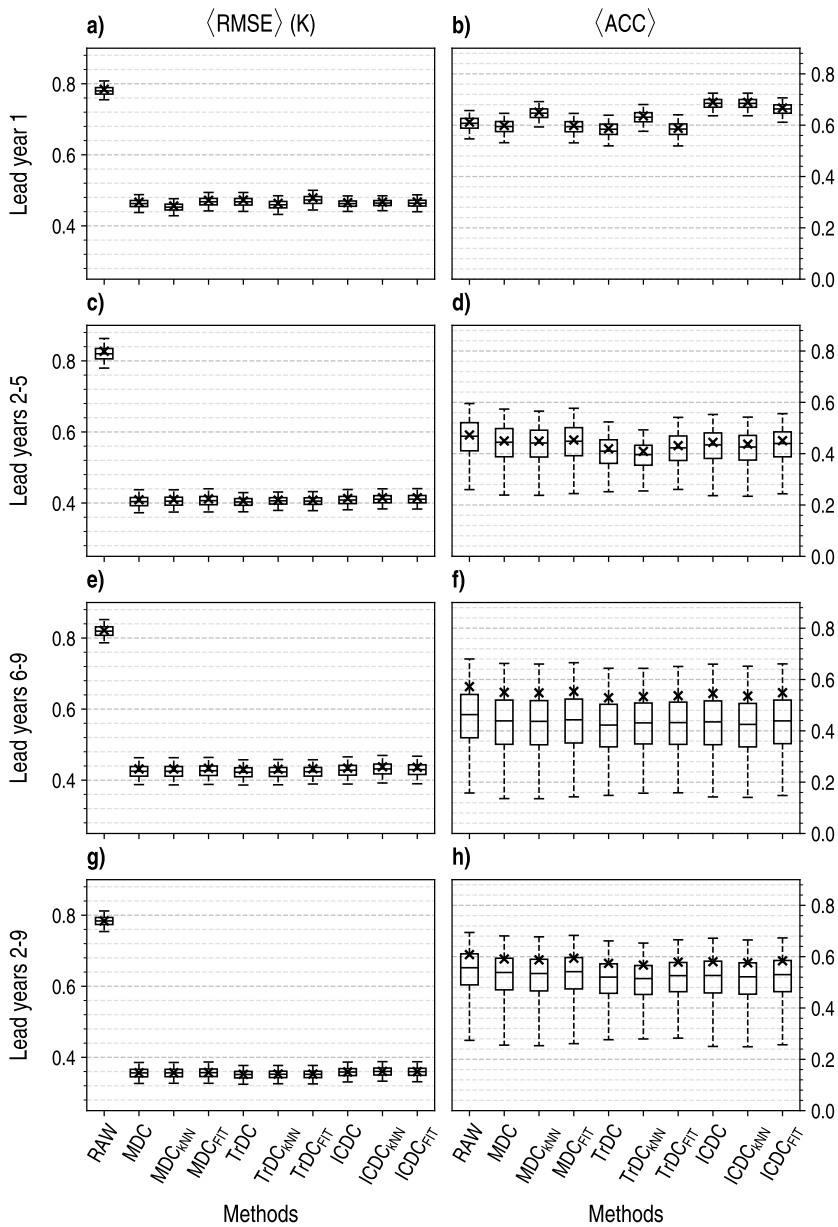 a) ⟨RMSE⟩ (K)
b) ⟨ACC⟩
Lead year 1
0.8
0.6
0.4
0.8
0.6
0.4
0.2
0.0
c)
d)
Lead years 2-5
0.8
0.6
0.4
0.8
0.6
0.4
0.2
0.0
e)
f)
Lead years 6-9
0.8
0.6
0.4
0.8
0.6
0.4
0.2
0.0
g)
h)
Lead years 2-9
0.8
0.6
0.4
0.8
0.6
0.4
0.2
0.0
RAW
MDC
MDCkNN
MDCFIT
TrDC
TrDCkNN
TrDCFIT
ICDC
ICDCkNN
ICDCFIT
RAW
MDC
MDCkNN
MDCFIT
TrDC
TrDCkNN
TrDCFIT
ICDC
ICDCkNN
ICDCFIT
Methods
Methods